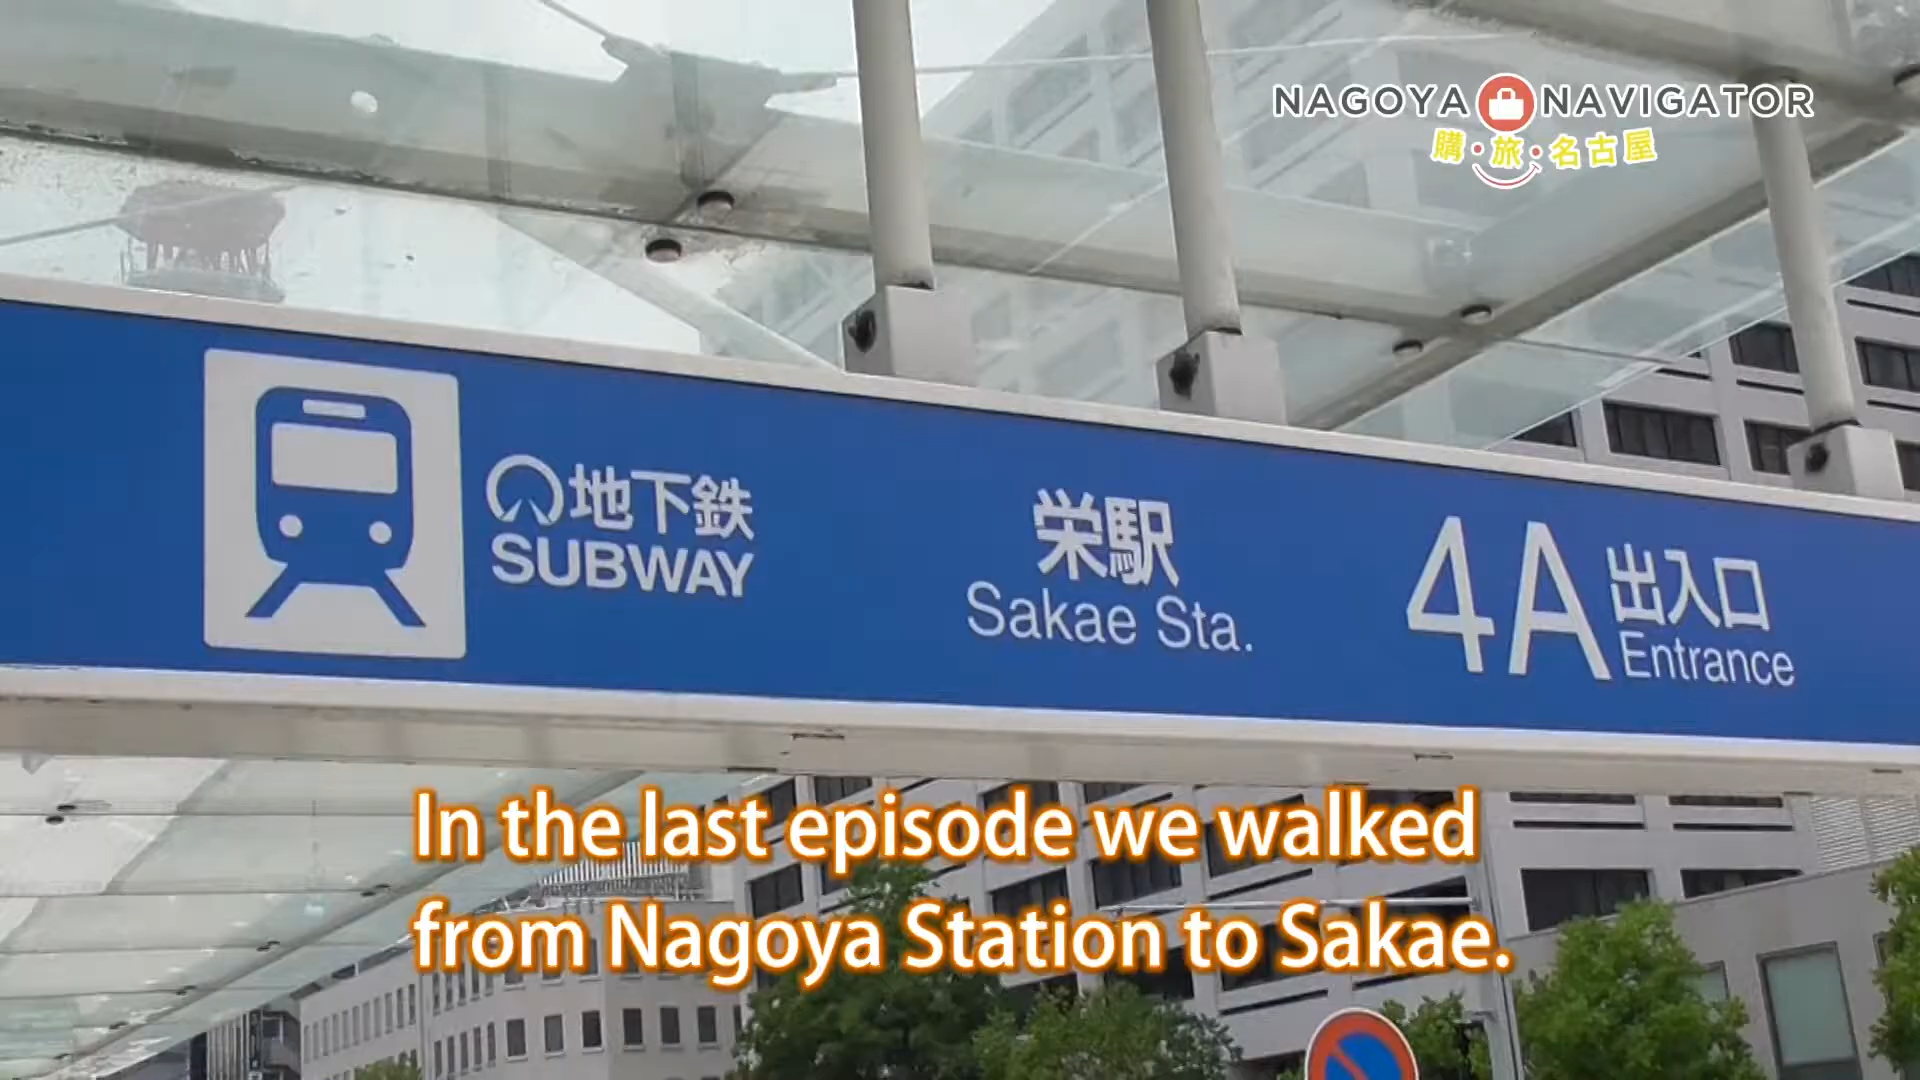 NAGOYA NAVIGATOR
購・旅・名古屋
地下鉄
SUBWAY
栄駅
Sakae Sta.
4A 出入口
Entrance
In the last episode we walked
from Nagoya Station to Sakae.